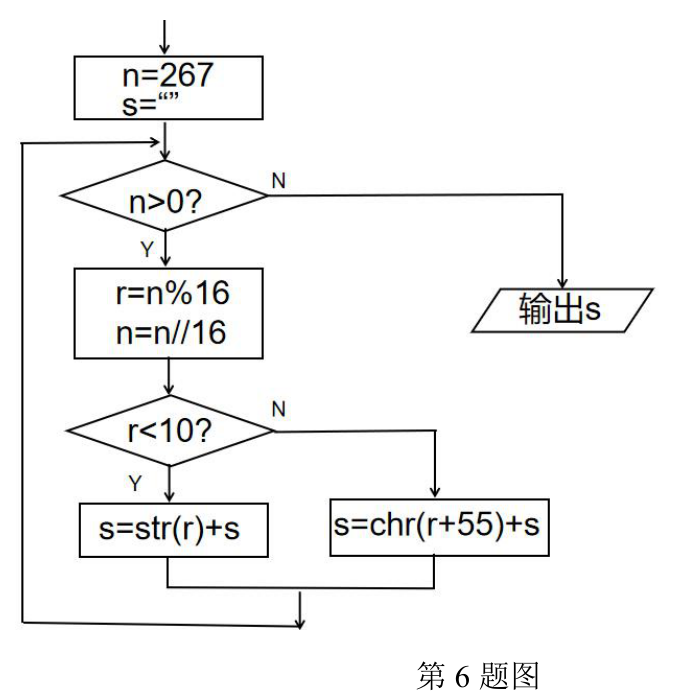 n=267
s=“”
n>0?
N
Y
r=n%16
n=n//16
输出s
r<10?
N
Y
s=str(r)+s
s=chr(r+55)+s
第 6 题图